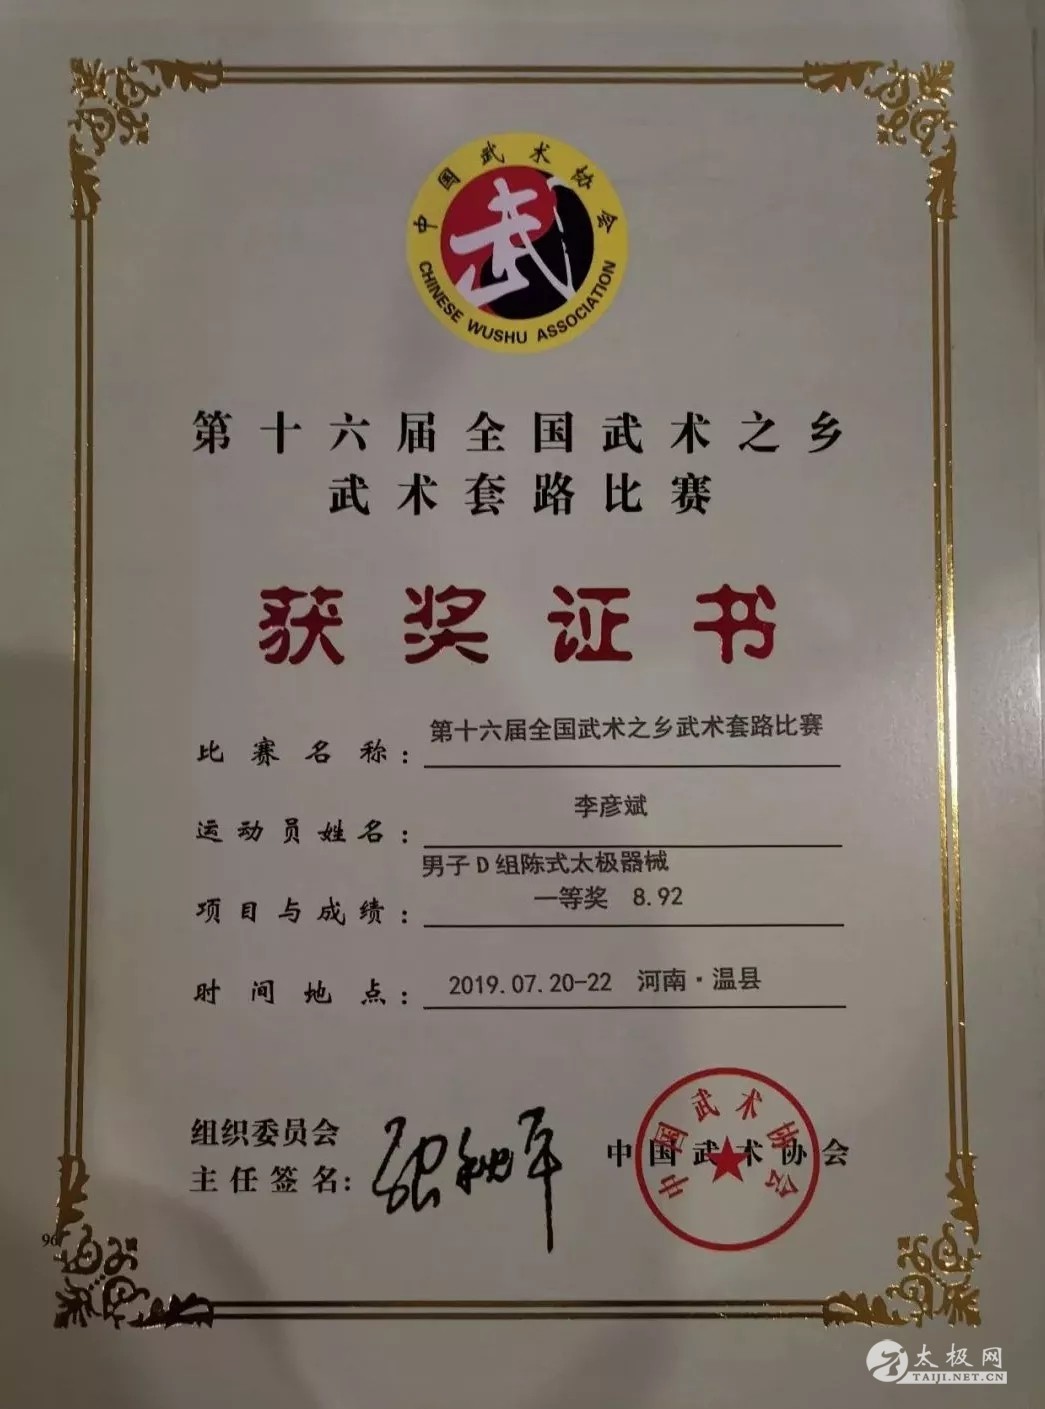 中国武术协会
武
CHINESE WUSHU ASSOCIATION
第十六届全国武术之乡
武术套路比赛
获奖证书
比赛名称：第十六届全国武术之乡武术套路比赛
运动员姓名：李彦斌
男子D组陈式太极器械
项目与成绩：一等奖 8.92
时间地点：2019.07.20-22 河南·温县
组织委员会
主任签名：
中国武术协会
中国武术协会
96
太极网
TAIJI.NET.CN